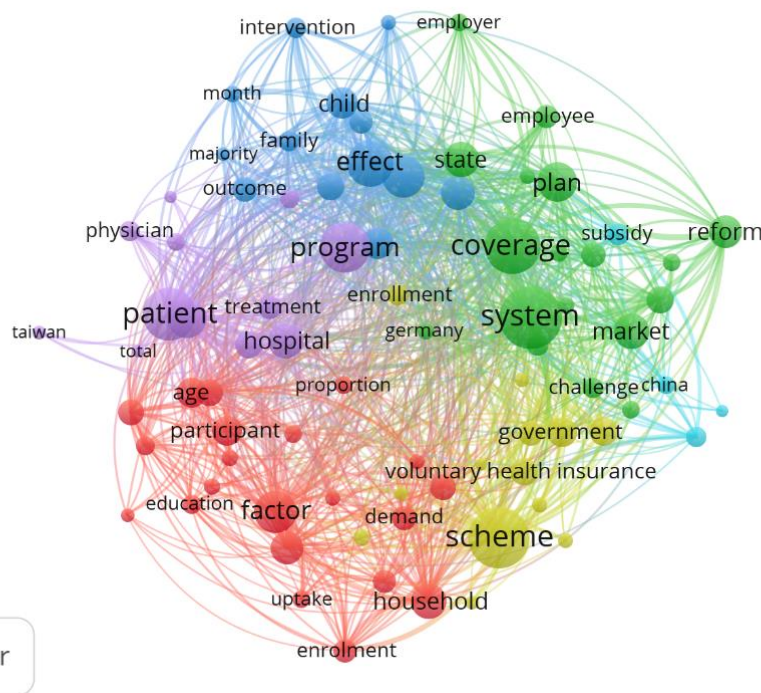 intervention
employer
month
child
employee
majority
family
effect
state
plan
outcome
physician
program
coverage
subsidy
reform
patient
treatment
enrollment
system
taiwan
total
hospital
germany
market
age
proportion
challenge
china
participant
government
voluntary health insurance
education
factor
demand
scheme
uptake
household
enrolment
r